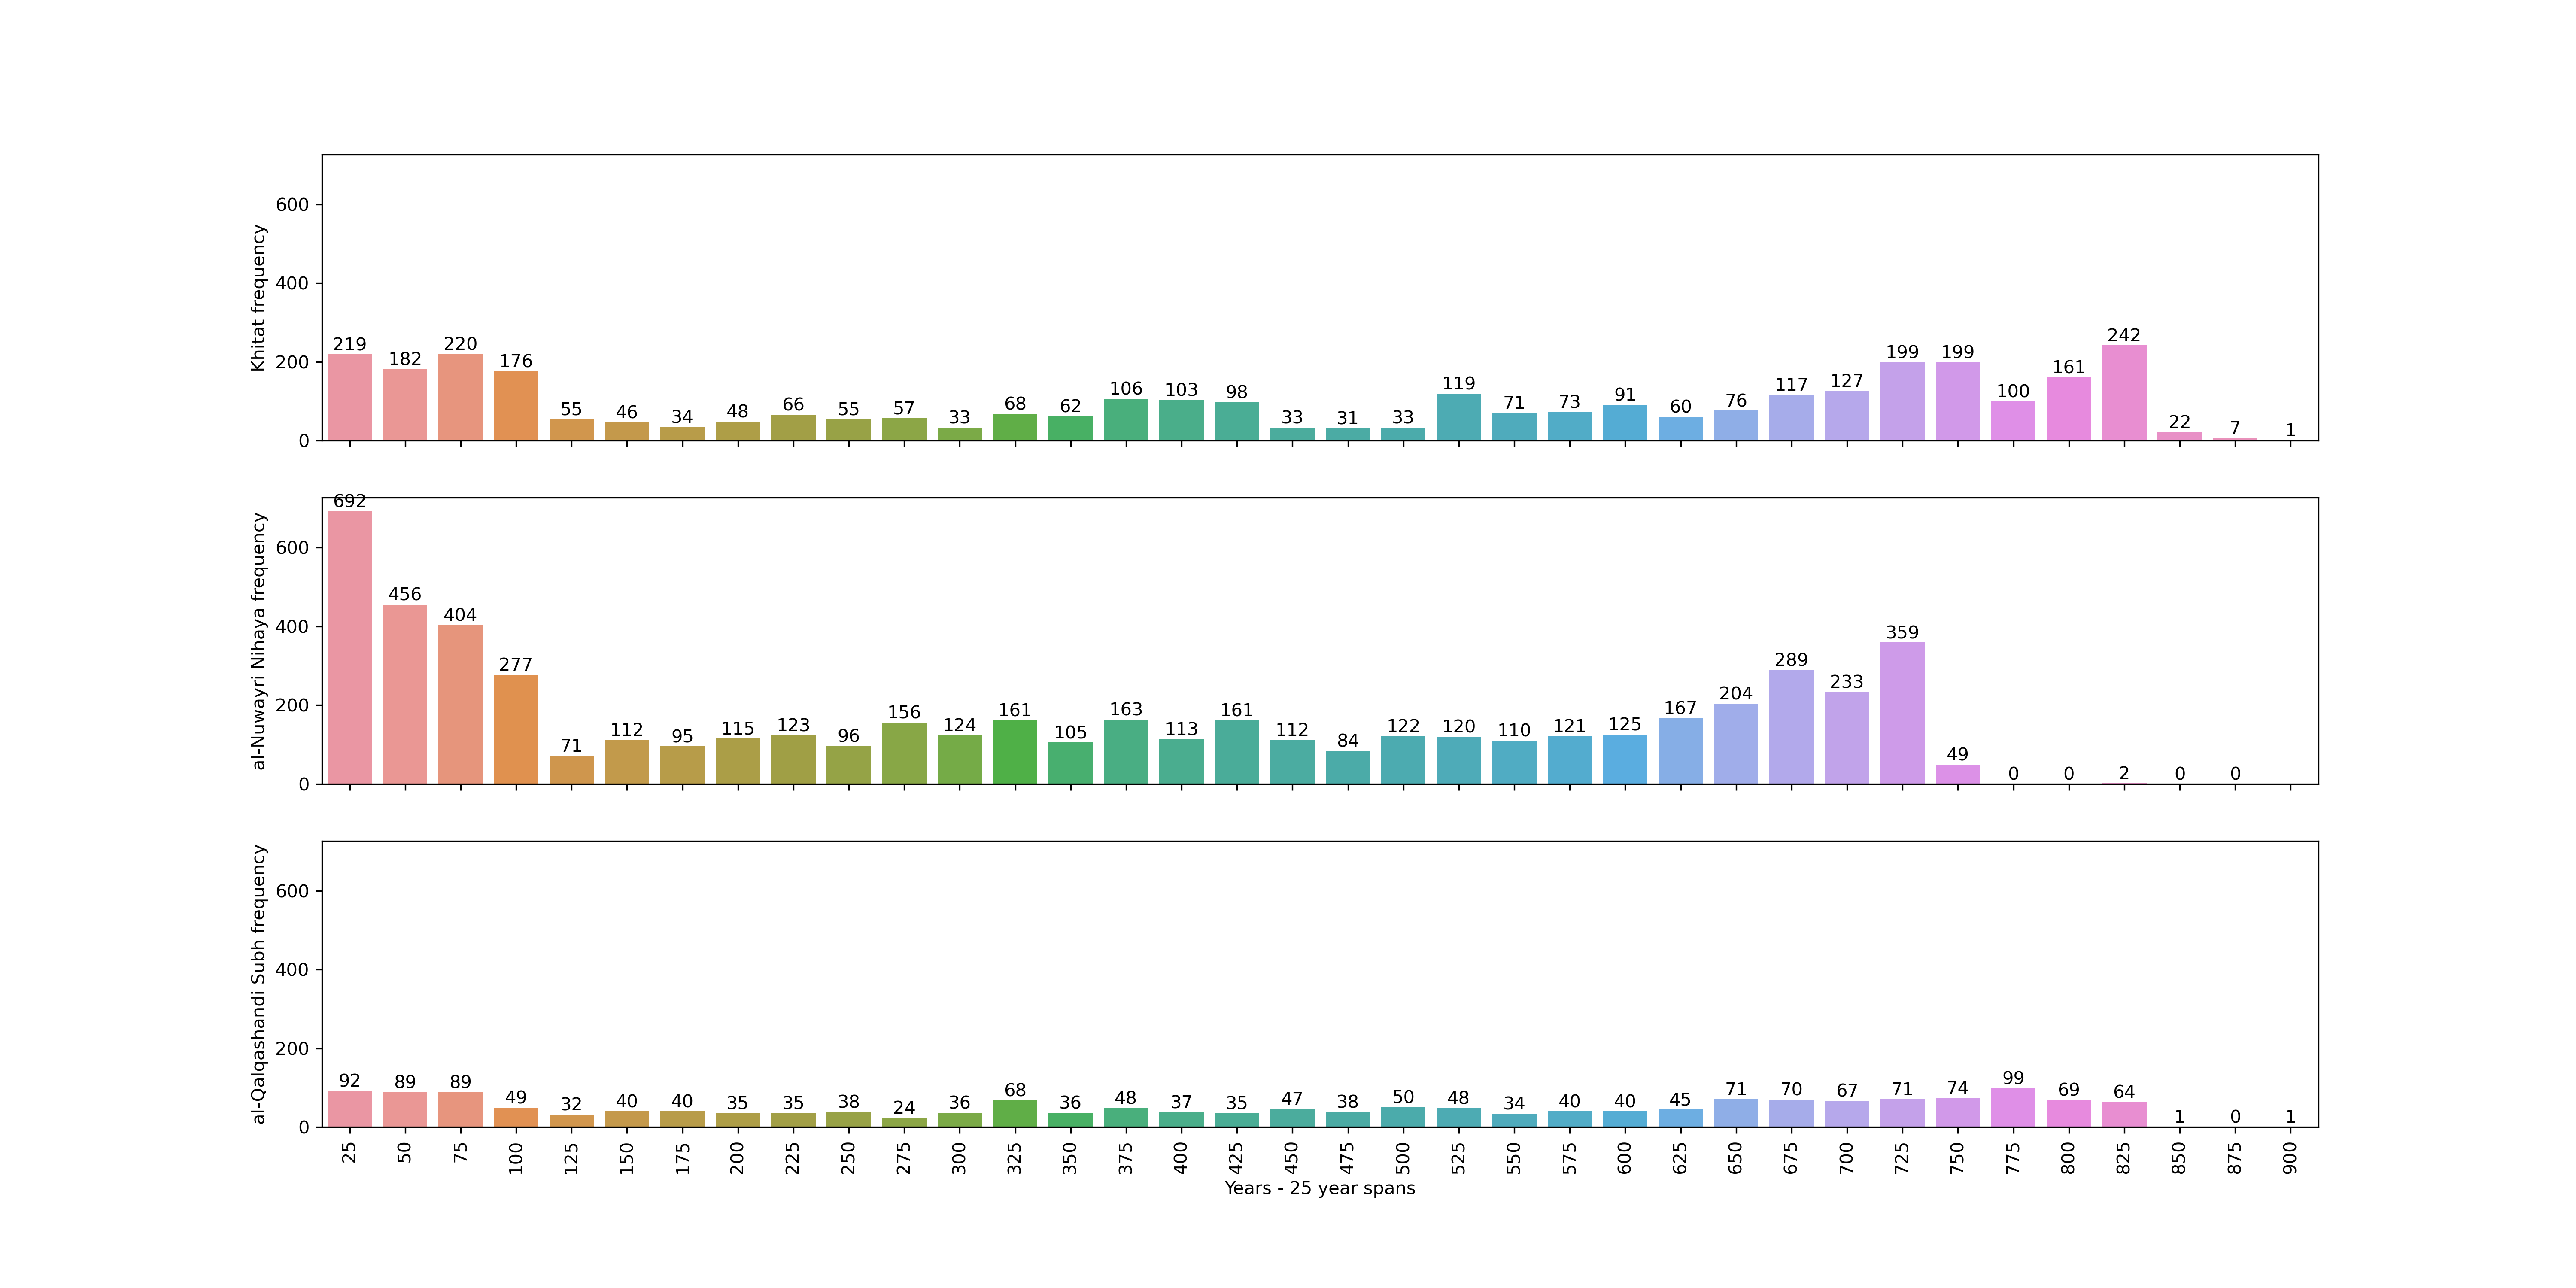 Khitat frequency
600
400
200
0
219 182 220 176 55 46 34 48 66 55 57 33 68 62 106 103 98 33 31 33 119 71 73 91 60 76 117 127 199 199 100 161 242 22 7 1
al-Nuwayri Nihaya frequency
600
400
200
0
692 456 404 277 71 112 95 115 123 96 156 124 161 105 163 113 161 112 84 122 120 110 121 125 167 204 289 233 359 49 0 0 2 0 0
al-Qalqashandi Subh frequency
600
400
200
0
92 89 89 49 32 40 40 35 35 38 24 36 68 36 48 37 35 47 38 50 48 34 40 40 45 71 70 67 71 74 99 69 64 1 0 1
25 50 75 100 125 150 175 200 225 250 275 300 325 350 375 400 425 450 475 500 525 550 575 600 625 650 675 700 725 750 775 800 825 850 875 900
Years - 25 year spans